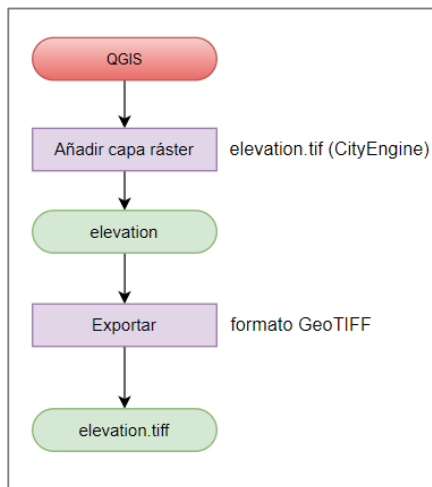 QGIS
Añadir capa ráster
elevation.tif (CityEngine)
elevation
Exportar
formato GeoTIFF
elevation.tiff